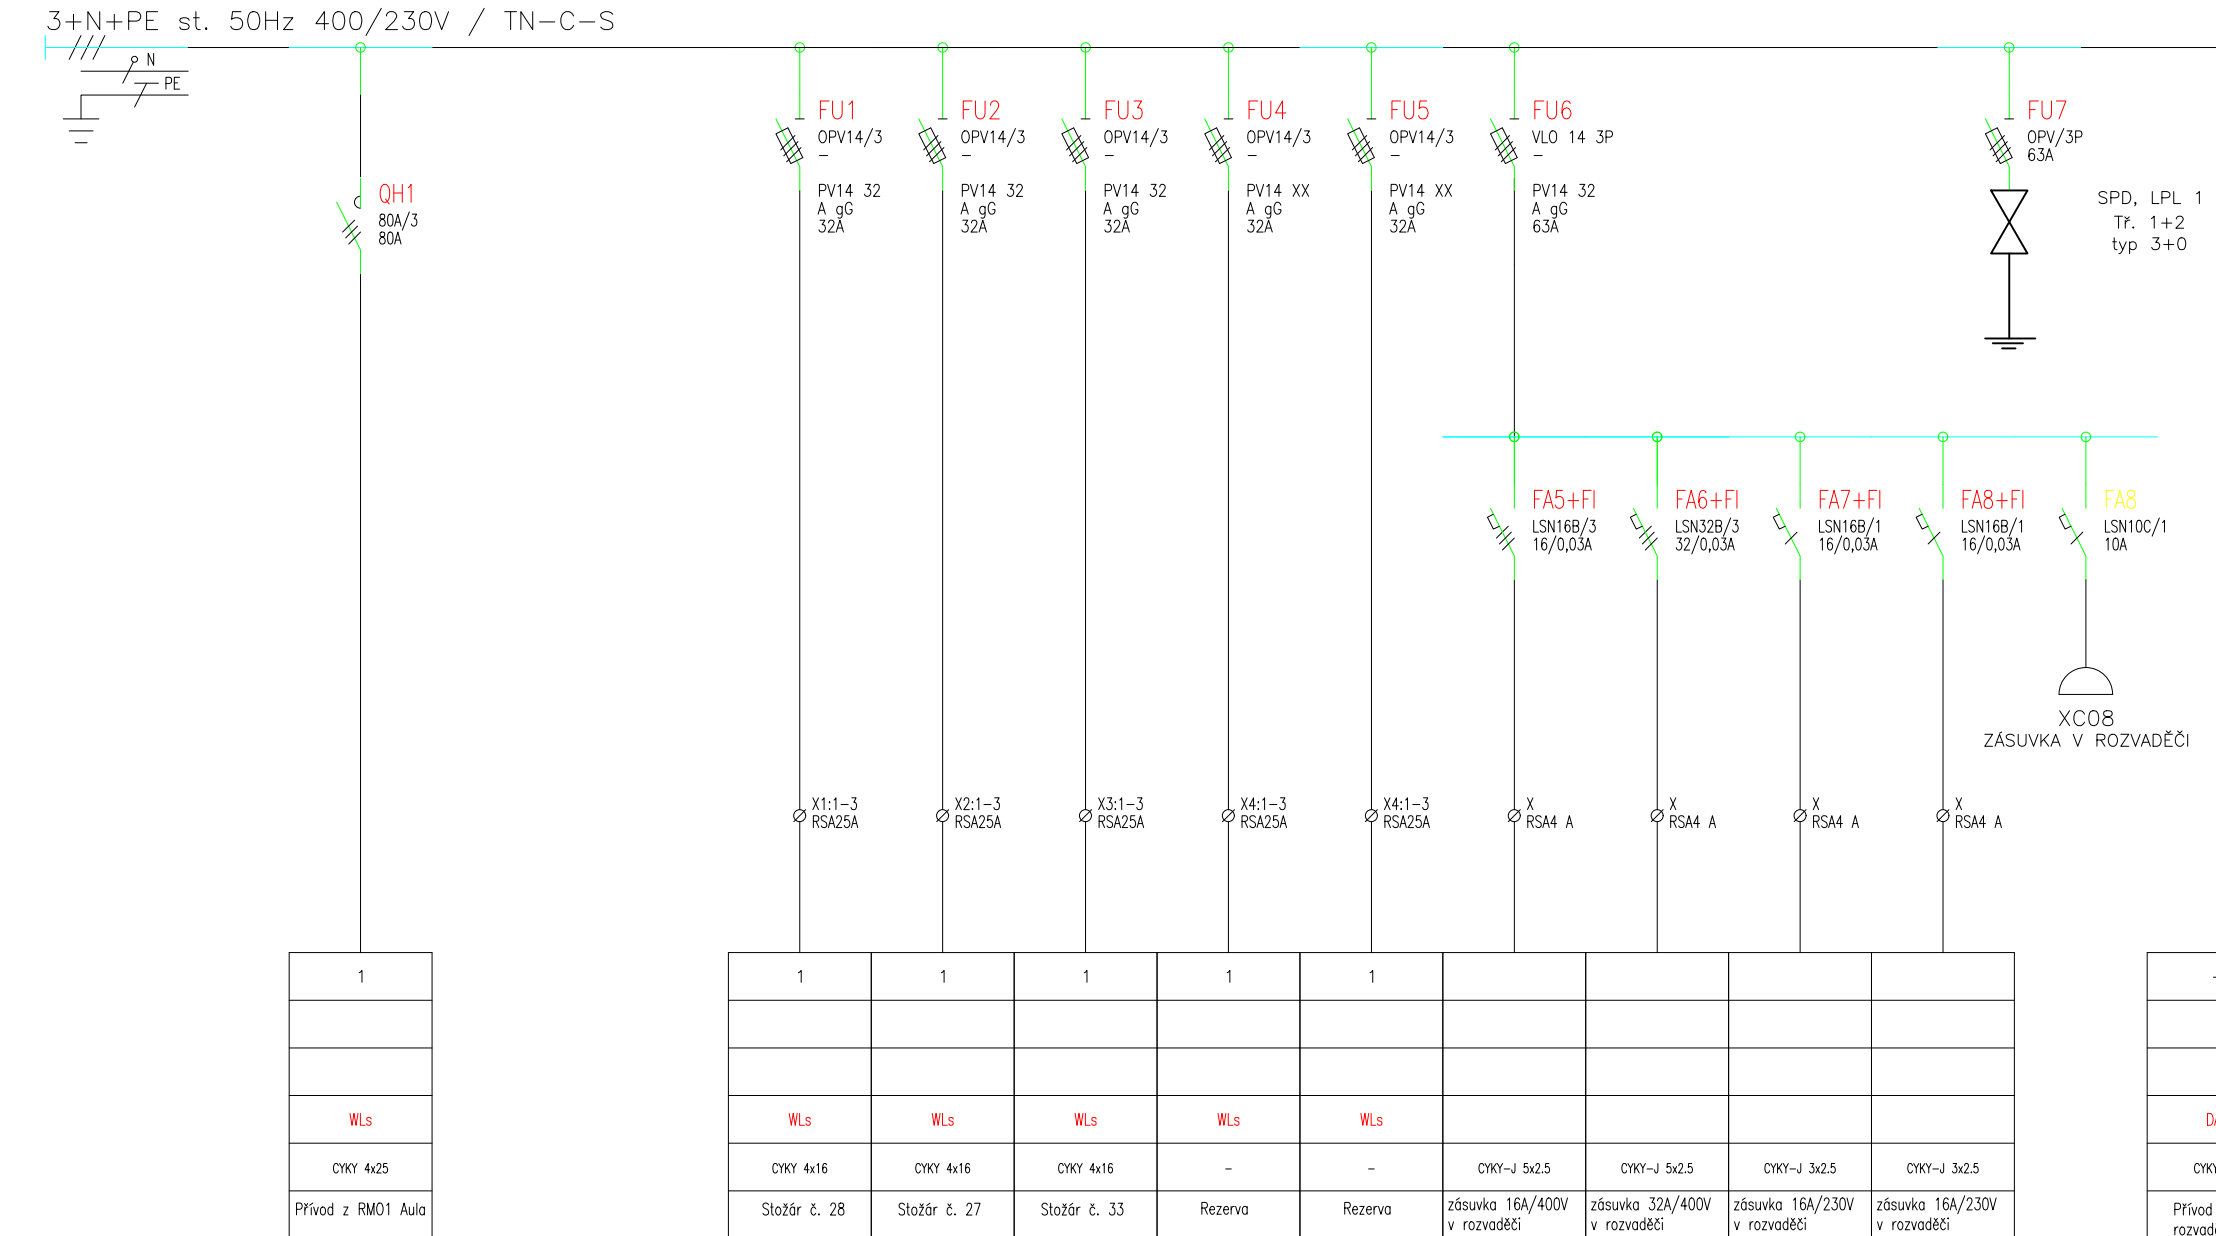 3+N+PE st. 50Hz 400/230V / TN-C-S
N
PE
QH1
80A/3
80A
FU1
OPV14/3
-
PV14 32
A gG
32A
FU2
OPV14/3
-
PV14 32
A gG
32A
FU3
OPV14/3
-
PV14 32
A gG
32A
FU4
OPV14/3
-
PV14 XX
A gG
32A
FU5
OPV14/3
-
PV14 XX
A gG
32A
FU6
VLO 14 3P
-
PV14 32
A gG
63A
FU7
OPV/3P
63A
SPD, LPL 1
Tř. 1+2
typ 3+0
FA5+FI
LSN16B/3
16/0,03A
FA6+FI
LSN32B/3
32/0,03A
FA7+FI
LSN16B/1
16/0,03A
FA8+FI
LSN16B/1
16/0,03A
FA8
LSN10C/1
10A
XC08
ZÁSUVKA V ROZVADĚČI
X1:1-3
RSA25A
X2:1-3
RSA25A
X3:1-3
RSA25A
X4:1-3
RSA25A
X4:1-3
RSA25A
X
RSA4 A
X
RSA4 A
X
RSA4 A
X
RSA4 A
1 1 1 1 1 1
WLs WLs WLs WLs WLs WLs
CYKY 4x25 CYKY 4x16 CYKY 4x16 CYKY 4x16 - - CYKY-J 5x2.5 CYKY-J 5x2.5 CYKY-J 3x2.5 CYKY-J 3x2.5
Přívod z RMO1 Aula
Stožár č. 28
Stožár č. 27
Stožár č. 33
Rezerva
Rezerva
zásuvka 16A/400V
v rozvaděči
zásuvka 32A/400V
v rozvaděči
zásuvka 16A/230V
v rozvaděči
zásuvka 16A/230V
v rozvaděči
Přívod